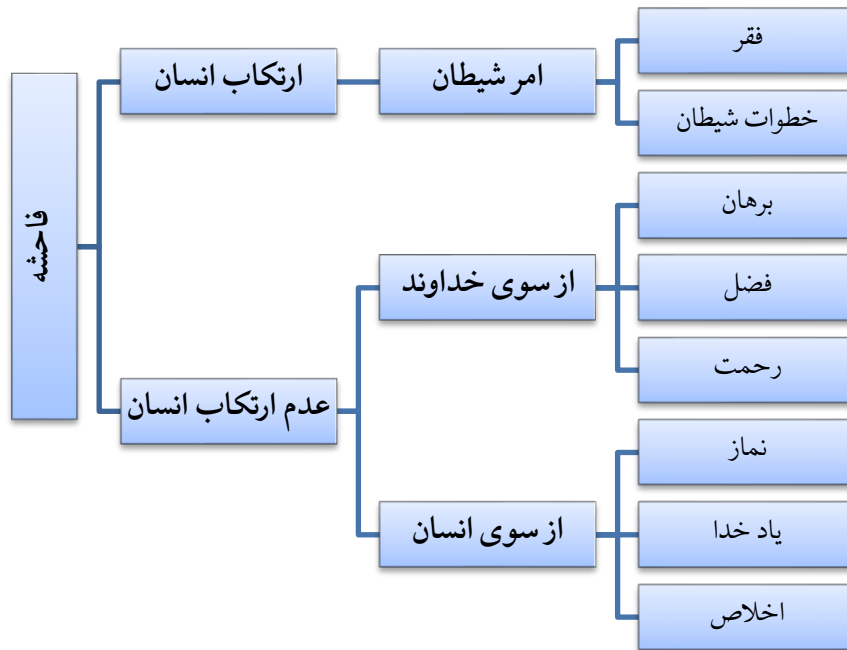 فاحشه
ارتکاب انسان
امر شیطان
فقر
خطوات شیطان
عدم ارتکاب انسان
از سوی خداوند
برهان
فضل
رحمت
از سوی انسان
نماز
یاد خدا
اخلاص